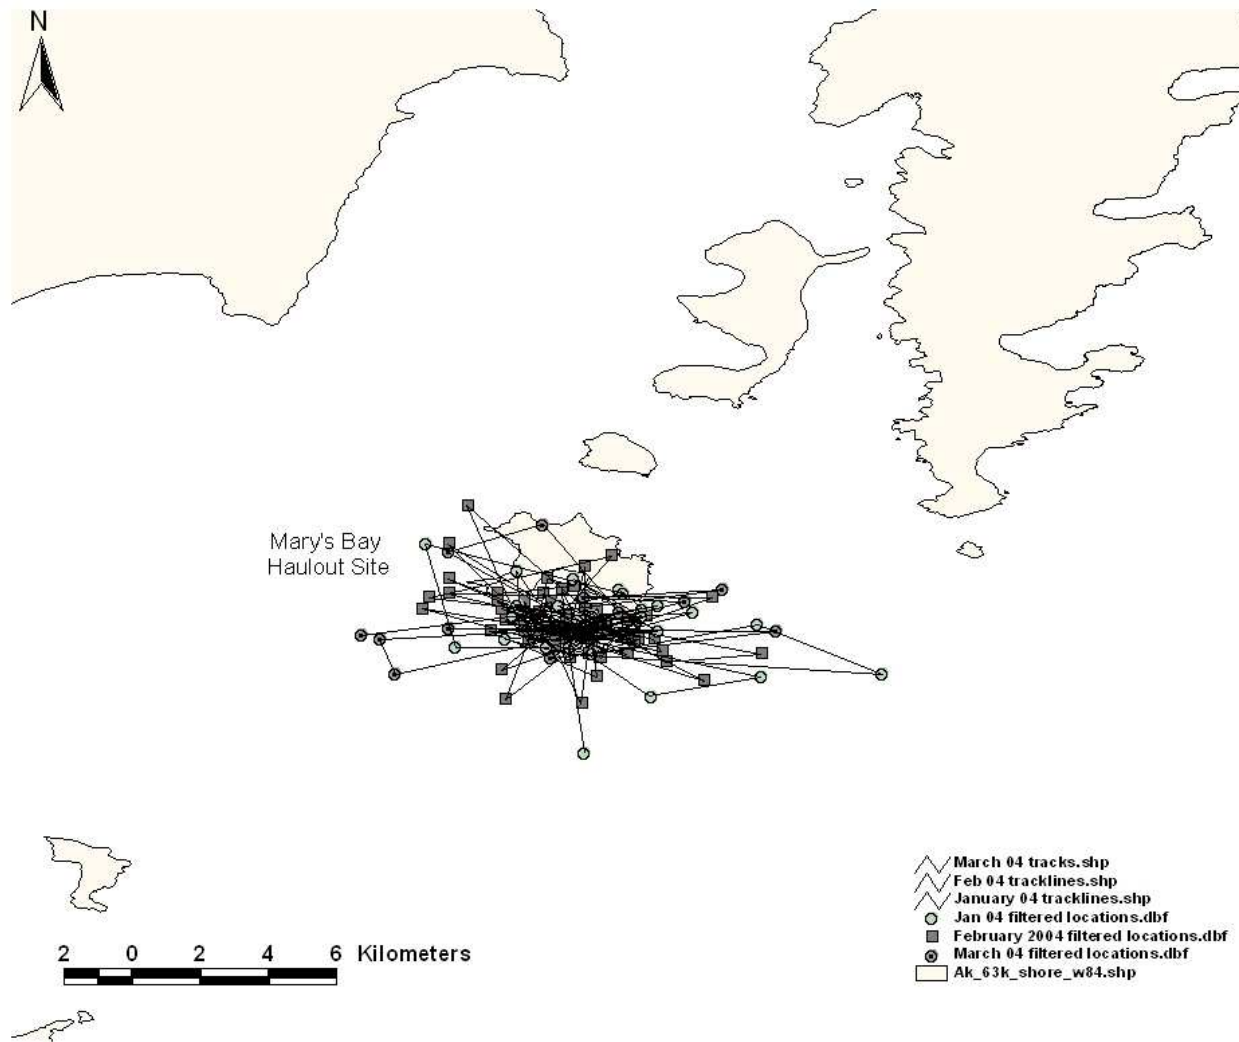 N
Mary's Bay
Haulout Site
March 04 tracks.shp
Feb 04 tracklines.shp
January 04 tracklines.shp
Jan 04 filtered locations.dbf
February 2004 filtered locations.dbf
March 04 filtered locations.dbf
Ak_63k_shore_w84.shp
2 0 2 4 6 Kilometers